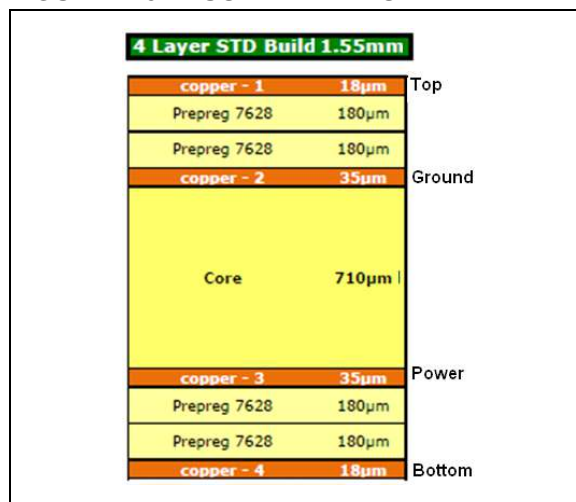 4 Layer STD Build 1.55mm
copper - 1 18µm Top
Prepreg 7628 180µm
Prepreg 7628 180µm
copper - 2 35µm Ground
Core 710µm
copper - 3 35µm Power
Prepreg 7628 180µm
Prepreg 7628 180µm
copper - 4 18µm Bottom